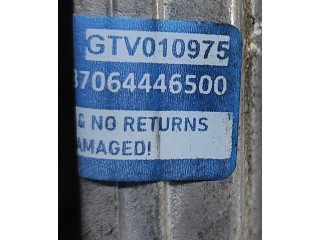 GTV010975
37064446500
& NO RETURNS
AMAGED!